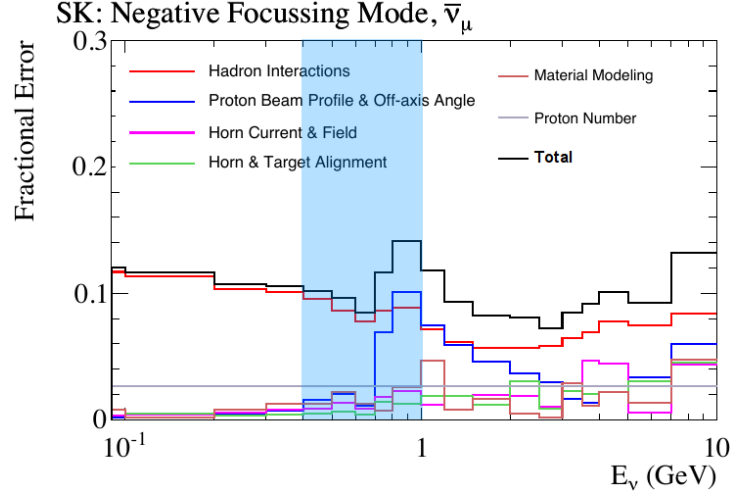 SK: Negative Focussing Mode, ν̅μ
Fractional Error
0.3
0.2
0.1
0
Hadron Interactions
Proton Beam Profile & Off-axis Angle
Horn Current & Field
Horn & Target Alignment
Material Modeling
Proton Number
Total
10⁻¹
1
10
Eν (GeV)